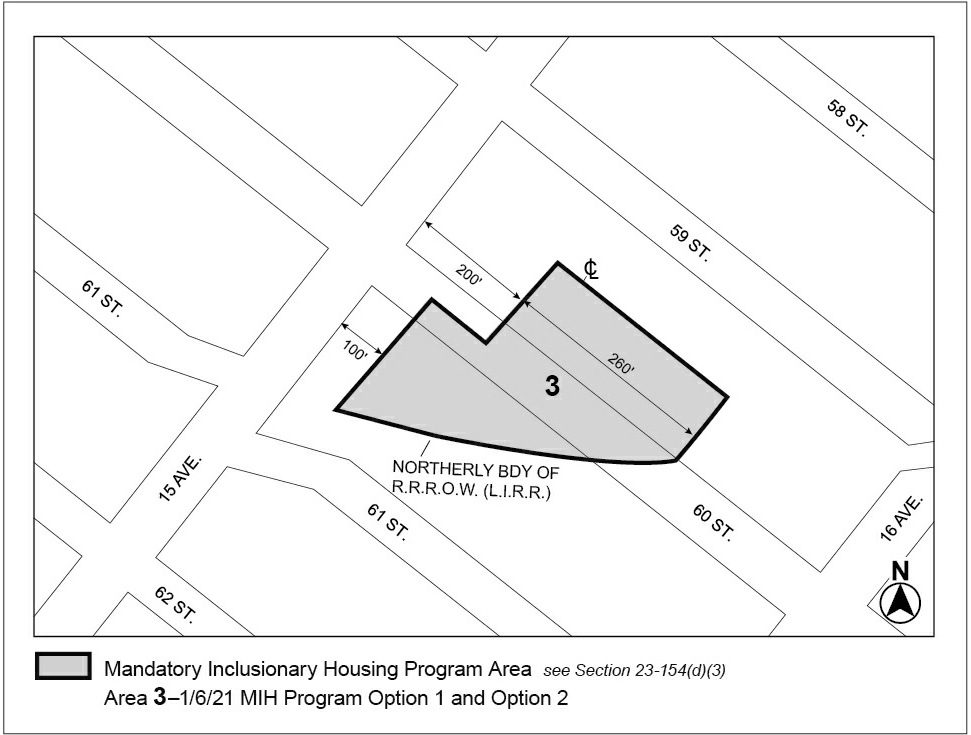 58 ST.
59 ST.
℄
200'
61 ST.
100'
260'
3
NORTHERLY BDY OF
R.R.R.O.W. (L.I.R.R.)
15 AVE.
61 ST.
60 ST.
16 AVE.
N
62 ST.
Mandatory Inclusionary Housing Program Area see Section 23-154(d)(3)
Area 3–1/6/21 MIH Program Option 1 and Option 2